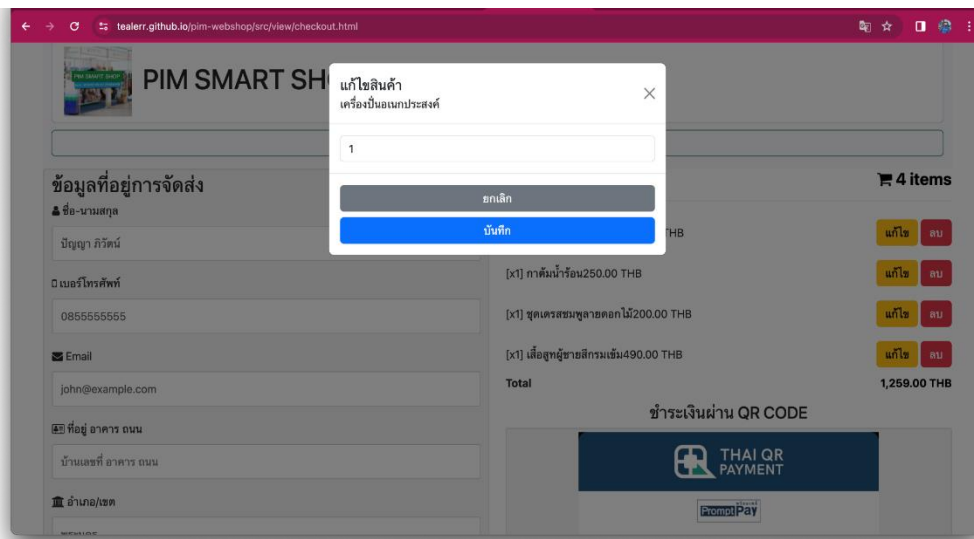 tealerr.github.io/pim-webshop/src/view/checkout.html
PIM SMART SHOP
PIM SMART SH
แก้ไขสินค้า
เครื่องปั่นอเนกประสงค์
1
ยกเลิก
บันทึก
ข้อมูลที่อยู่การจัดส่ง
ชื่อ-นามสกุล
ปัญญา ภิวัตน์
เบอร์โทรศัพท์
0855555555
Email
john@example.com
ที่อยู่ อาคาร ถนน
บ้านเลขที่ อาคาร ถนน
อำเภอ/เขต
4 items
THB
แก้ไข ลบ
[x1] กาต้มน้ำร้อน250.00 THB
แก้ไข ลบ
[x1] ชุดเดรสชมพูลายดอกไม้200.00 THB
แก้ไข ลบ
[x1] เสื้อสูทผู้ชายสีกรมเข้ม490.00 THB
แก้ไข ลบ
Total 1,259.00 THB
ชำระเงินผ่าน QR CODE
THAI QR
PAYMENT
PromptPay